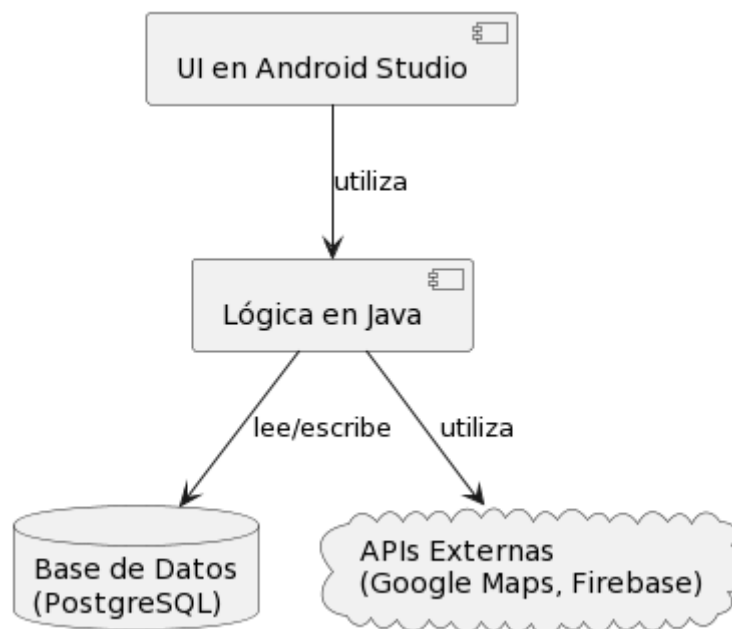 UI en Android Studio
utiliza
Lógica en Java
lee/escribe
utiliza
Base de Datos
(PostgreSQL)
APIs Externas
(Google Maps, Firebase)